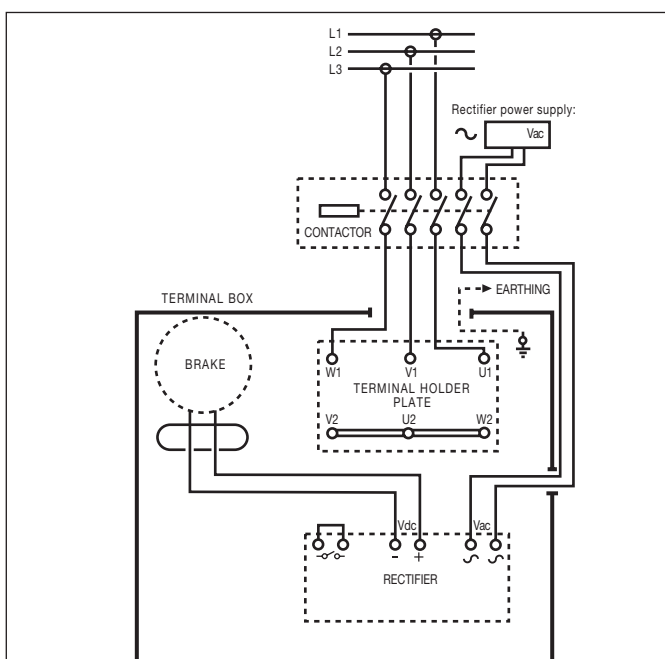 L1
L2
L3
Rectifier power supply:
Vac
CONTACTOR
EARTHING
TERMINAL BOX
BRAKE
W1 V1 U1
TERMINAL HOLDER
PLATE
V2 U2 W2
Vdc Vac
- +
RECTIFIER